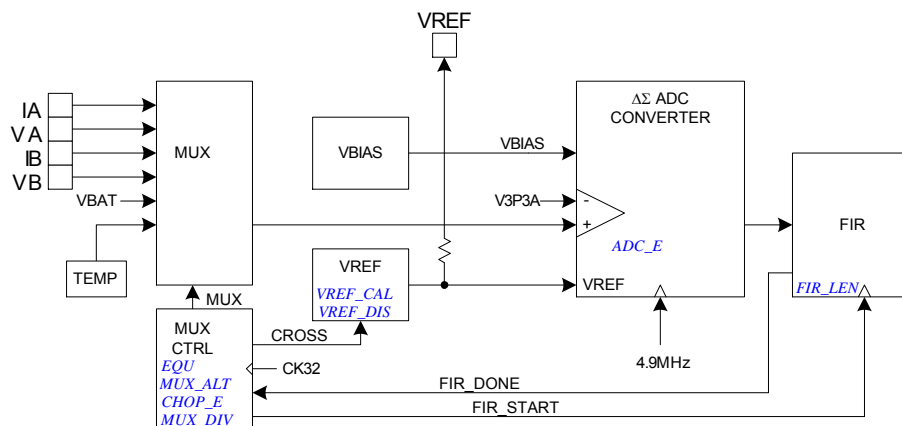 VREF
IA
VA
IB
VB
VBAT
TEMP
MUX
VBIAS
VBIAS
V3P3A
ΔΣ ADC
CONVERTER
-
+
ADC_E
VREF
FIR
FIR_LEN
VREF
VREF_CAL
VREF_DIS
MUX
MUX
CTRL
EQU
MUX_ALT
CHOP_E
MUX_DIV
CROSS
CK32
4.9MHz
FIR_DONE
FIR_START